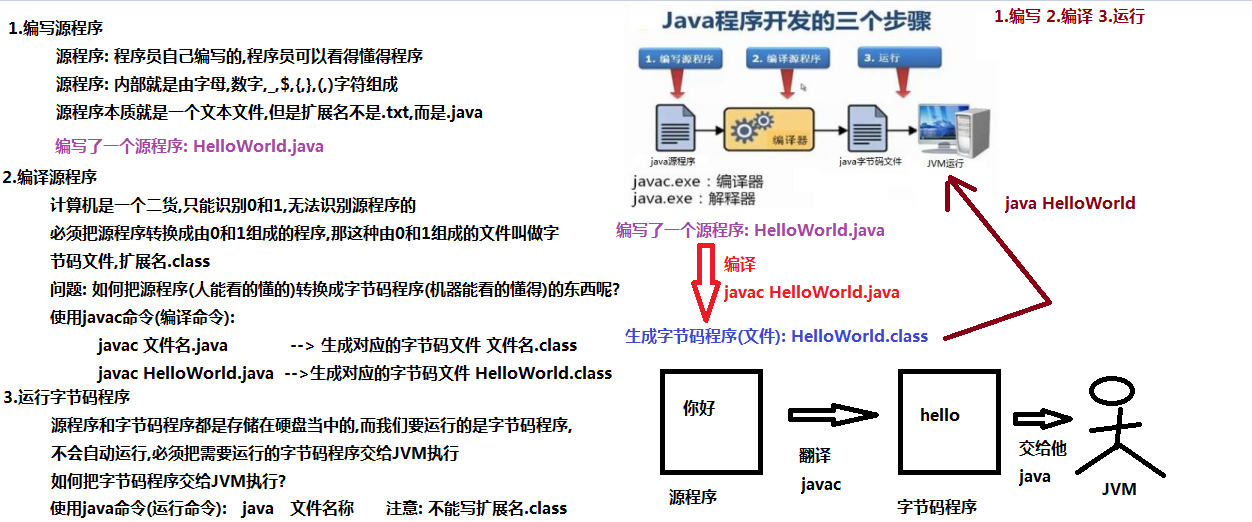 1.编写源程序
源程序: 程序员自己编写的,程序员可以看得懂得程序
源程序: 内部就是由字母,数字,_,$,{,},(,)字符组成
源程序本质就是一个文本文件,但是扩展名不是.txt,而是.java
编写了一个源程序: HelloWorld.java
2.编译源程序
计算机是一个二货,只能识别0和1,无法识别源程序的
必须把源程序转换成由0和1组成的程序,那这种由0和1组成的文件叫做字
节码文件,扩展名.class
问题: 如何把源程序(人能看的懂的)转换成字节码程序(机器能看的懂得)的东西呢?
使用javac命令(编译命令):
javac 文件名.java --> 生成对应的字节码文件 文件名.class
javac HelloWorld.java -->生成对应的字节码文件 HelloWorld.class
3.运行字节码程序
源程序和字节码程序都是存储在硬盘当中的,而我们要运行的是字节码程序,
不会自动运行,必须把需要运行的字节码程序交给JVM执行
如何把字节码程序交给JVM执行?
使用java命令(运行命令): java 文件名称 注意: 不能写扩展名.class
Java程序开发的三个步骤
1.编写 2.编译 3.运行
1. 编写源程序
2. 编译源程序
3. 运行
编译器
java源程序
java字节码文件
JVM运行
javac.exe：编译器
java.exe：解释器
java HelloWorld
编写了一个源程序: HelloWorld.java
编译
javac HelloWorld.java
生成字节码程序(文件): HelloWorld.class
你好
hello
翻译
javac
交给他
java
源程序
字节码程序
JVM